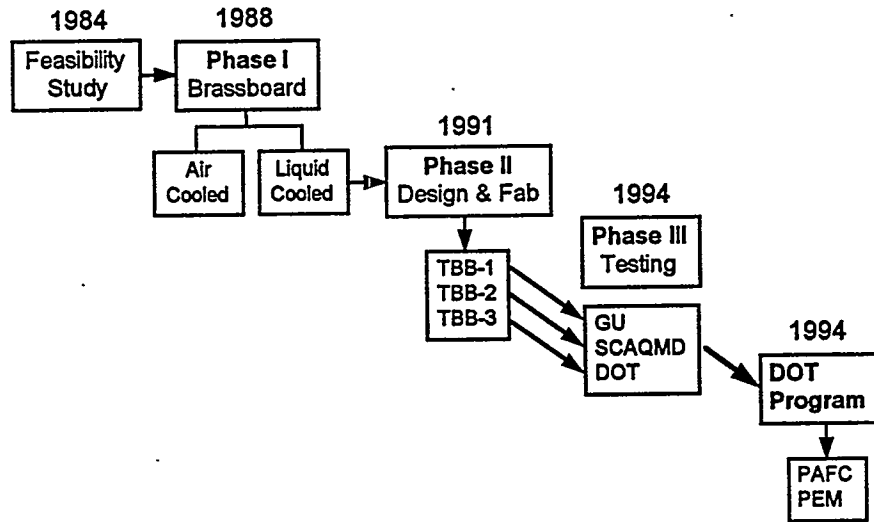 1984
Feasibility
Study
1988
Phase I
Brassboard
Air
Cooled
Liquid
Cooled
1991
Phase II
Design & Fab
TBB-1
TBB-2
TBB-3
1994
Phase III
Testing
GU
SCAQMD
DOT
1994
DOT
Program
PAFC
PEM